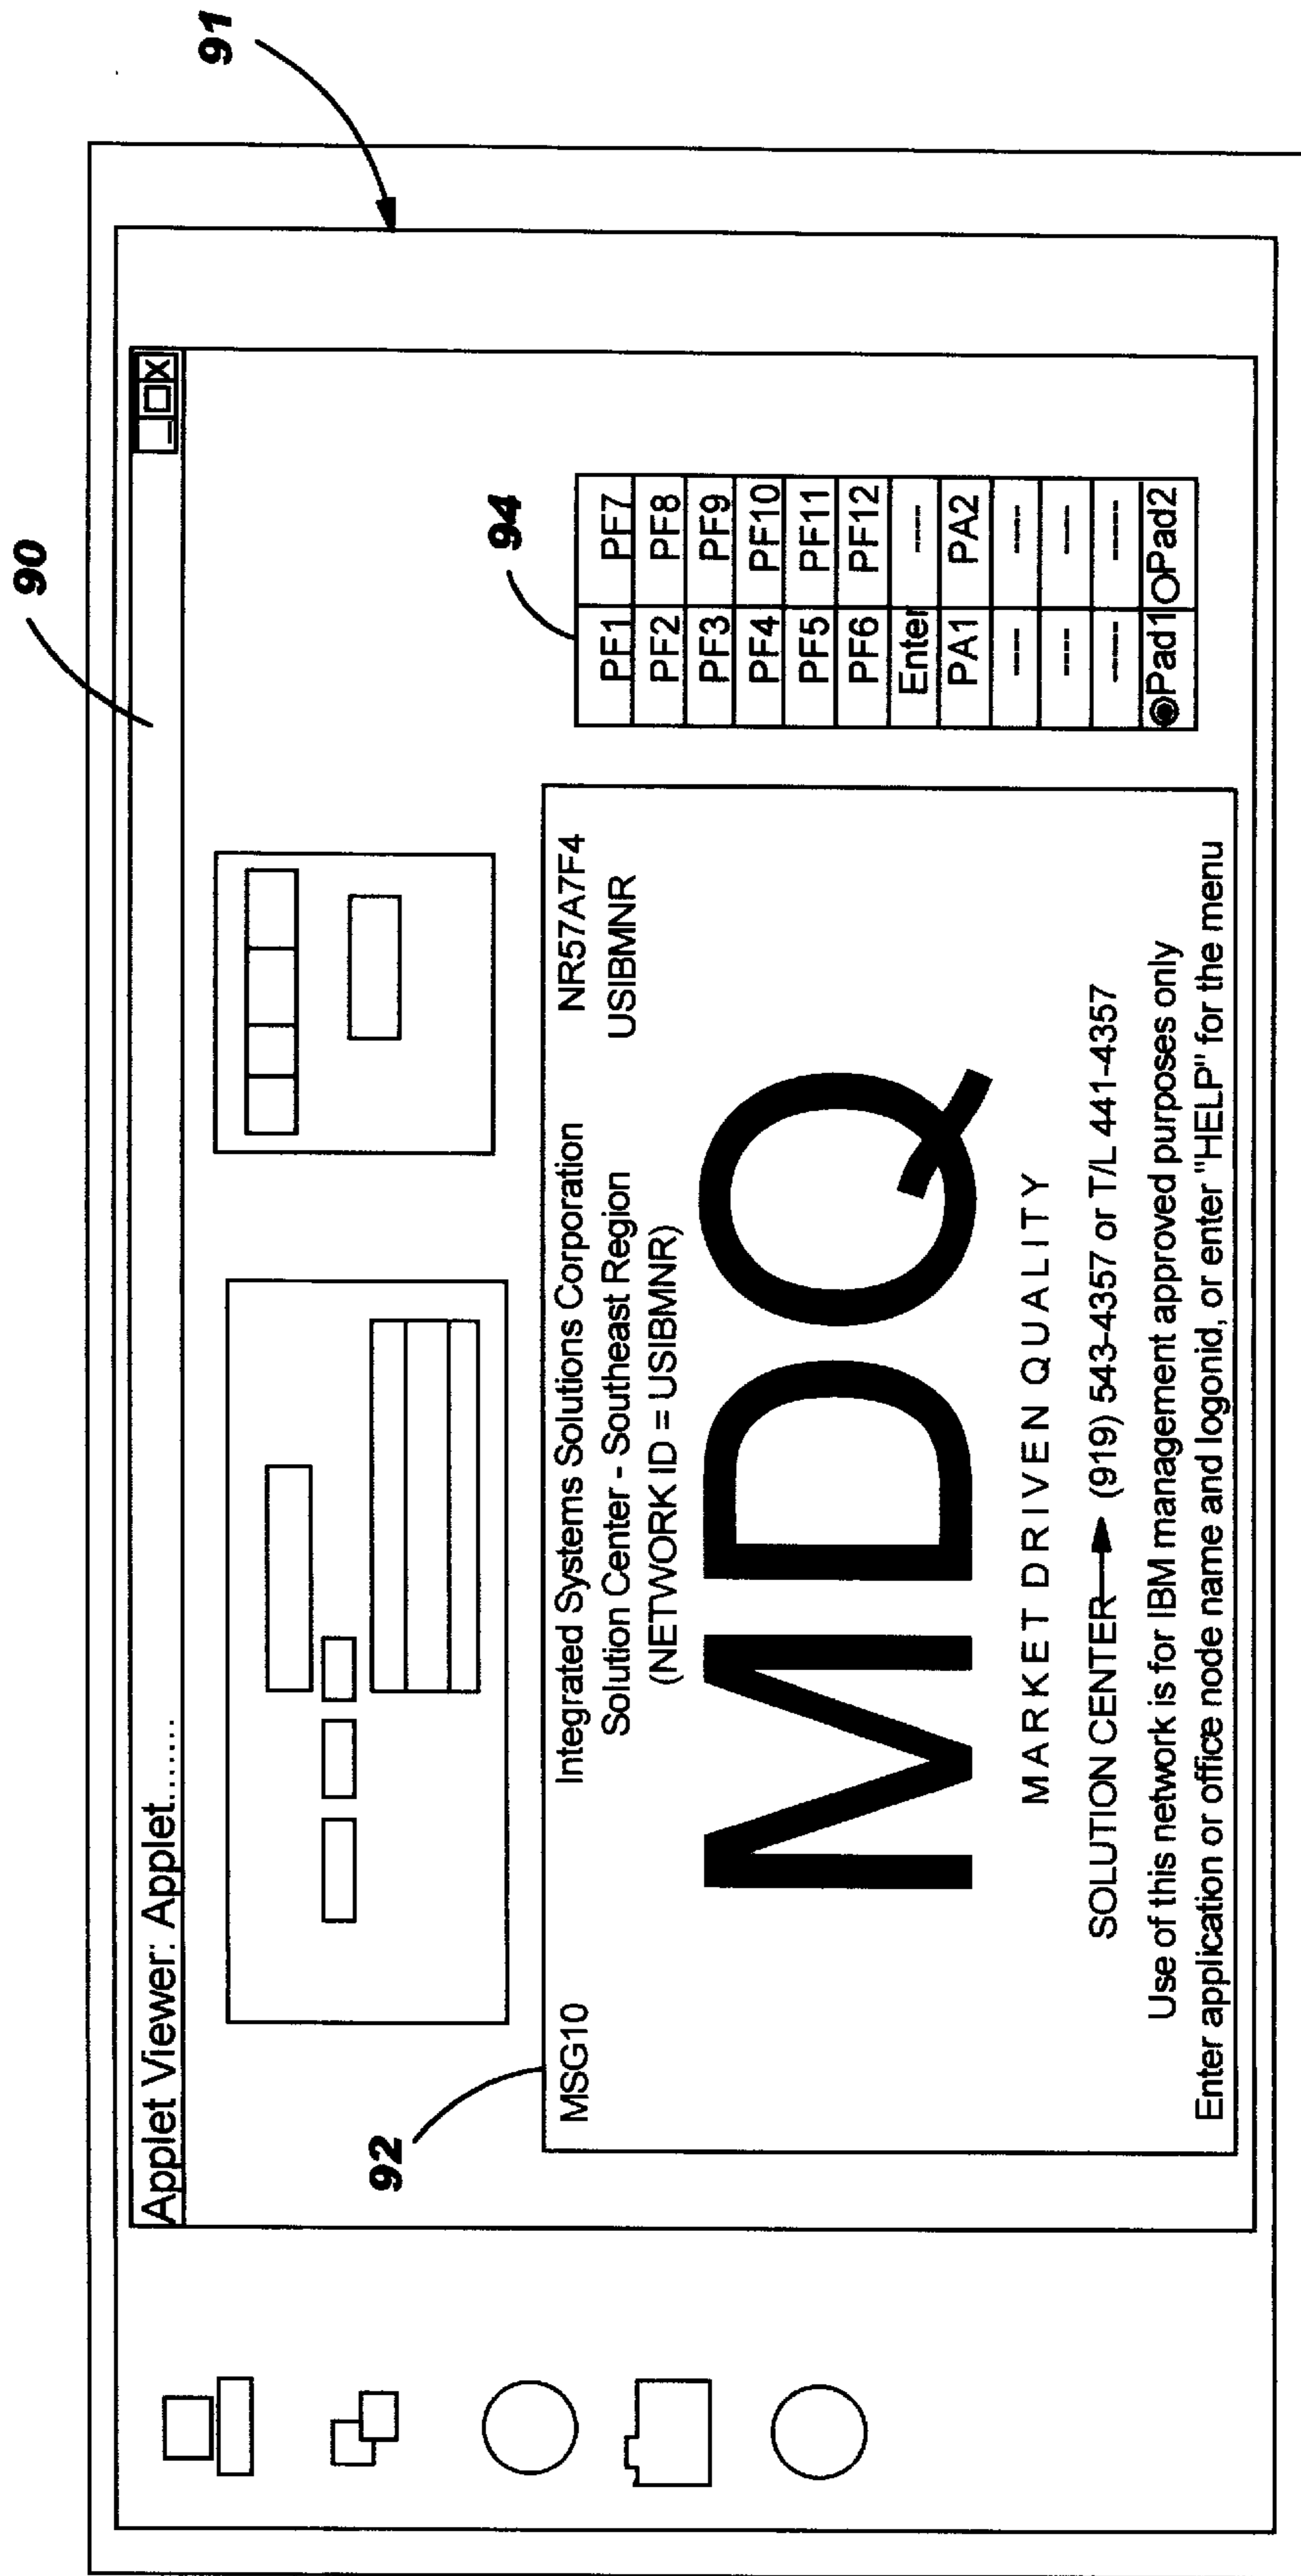 90
91
Applet Viewer: Applet.......
_ □ X
92
94
MSG10 Integrated Systems Solutions Corporation NR57A7F4
Solution Center - Southeast Region USIBMNR
(NETWORK ID = USIBMNR)
MDQ
MARKET DRIVEN QUALITY
SOLUTION CENTER → (919) 543-4357 or T/L 441-4357
Use of this network is for IBM management approved purposes only
Enter application or office node name and logonid, or enter "HELP" for the menu
PF1 PF7
PF2 PF8
PF3 PF9
PF4 PF10
PF5 PF11
PF6 PF12
Enter ----
PA1 PA2
---- ----
---- ----
---- ----
◉Pad1 ○Pad2